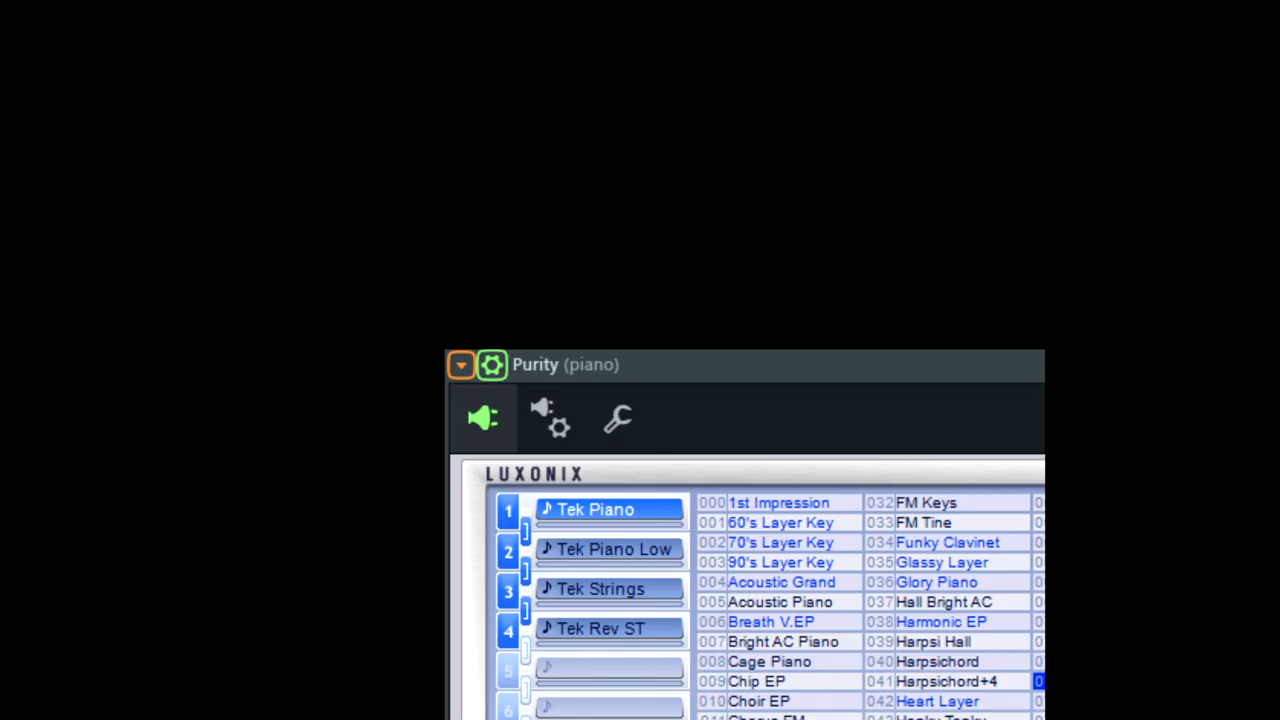 Purity (piano)
LUXONIX
1 Tek Piano
2 Tek Piano Low
3 Tek Strings
4 Tek Rev ST
5
6
000 1st Impression 032 FM Keys
001 60's Layer Key 033 FM Tine
002 70's Layer Key 034 Funky Clavinet
003 90's Layer Key 035 Glassy Layer
004 Acoustic Grand 036 Glory Piano
005 Acoustic Piano 037 Hall Bright AC
006 Breath V.EP 038 Harmonic EP
007 Bright AC Piano 039 Harpsi Hall
008 Cage Piano 040 Harpsichord
009 Chip EP 041 Harpsichord+4
010 Choir EP 042 Heart Layer